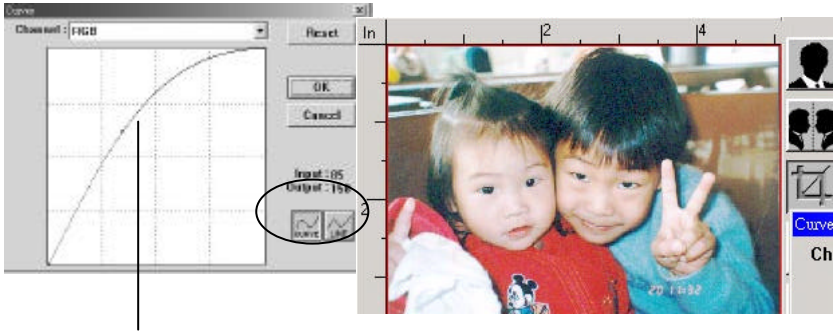 Curves
Channel : RGB
Reset
OK
Cancel
Input : 85
Output : 150
CURVE LINE
In
2
4
2
20 11:32
Curve
Ch